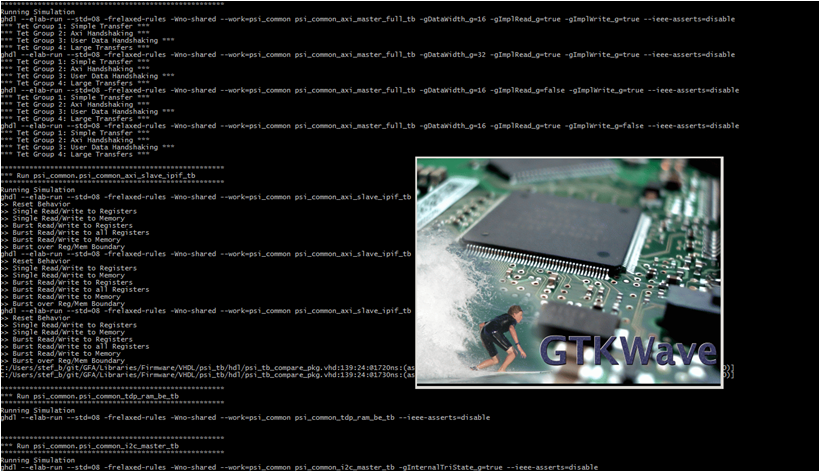 ******************************************************
Running Simulation
ghdl --elab-run --std=08 -frelaxed-rules -Wno-shared --work=psi_common psi_common_axi_master_full_tb -gDataWidth_g=16 -gImplRead_g=true -gImplWrite_g=true --ieee-asserts=disable
*** Tet Group 1: Simple Transfer ***
*** Tet Group 2: Axi Handshaking ***
*** Tet Group 3: User Data Handshaking ***
*** Tet Group 4: Large Transfers ***
ghdl --elab-run --std=08 -frelaxed-rules -Wno-shared --work=psi_common psi_common_axi_master_full_tb -gDataWidth_g=32 -gImplRead_g=true -gImplWrite_g=true --ieee-asserts=disable
*** Tet Group 1: Simple Transfer ***
*** Tet Group 2: Axi Handshaking ***
*** Tet Group 3: User Data Handshaking ***
*** Tet Group 4: Large Transfers ***
ghdl --elab-run --std=08 -frelaxed-rules -Wno-shared --work=psi_common psi_common_axi_master_full_tb -gDataWidth_g=16 -gImplRead_g=false -gImplWrite_g=true --ieee-asserts=disable
*** Tet Group 1: Simple Transfer ***
*** Tet Group 2: Axi Handshaking ***
*** Tet Group 3: User Data Handshaking ***
*** Tet Group 4: Large Transfers ***
ghdl --elab-run --std=08 -frelaxed-rules -Wno-shared --work=psi_common psi_common_axi_master_full_tb -gDataWidth_g=16 -gImplRead_g=true -gImplWrite_g=false --ieee-asserts=disable
*** Tet Group 1: Simple Transfer ***
*** Tet Group 2: Axi Handshaking ***
*** Tet Group 3: User Data Handshaking ***
*** Tet Group 4: Large Transfers ***
******************************************************
*** Run psi_common.psi_common_axi_slave_ipif_tb
******************************************************
Running Simulation
ghdl --elab-run --std=08 -frelaxed-rules -Wno-shared --work=psi_common psi_common_axi_slave_ipif_tb
>> Reset Behavior
>> Single Read/Write to Registers
>> Single Read/Write to Memory
>> Burst Read/Write to Registers
>> Burst Read/Write to all Registers
>> Burst Read/Write to Memory
>> Burst over Reg/Mem Boundary
ghdl --elab-run --std=08 -frelaxed-rules -Wno-shared --work=psi_common psi_common_axi_slave_ipif_tb
>> Reset Behavior
>> Single Read/Write to Registers
>> Single Read/Write to Memory
>> Burst Read/Write to Registers
>> Burst Read/Write to all Registers
>> Burst Read/Write to Memory
>> Burst over Reg/Mem Boundary
ghdl --elab-run --std=08 -frelaxed-rules -Wno-shared --work=psi_common psi_common_axi_slave_ipif_tb
>> Reset Behavior
>> Single Read/Write to Registers
>> Single Read/Write to Memory
>> Burst Read/Write to Registers
>> Burst Read/Write to all Registers
>> Burst Read/Write to Memory
>> Burst over Reg/Mem Boundary
C:/Users/stef_b/git/GFA/Libraries/Firmware/VHDL/psi_tb/hdl/psi_tb_compare_pkg.vhd:139:24:@1720ns:(as
C:/Users/stef_b/git/GFA/Libraries/Firmware/VHDL/psi_tb/hdl/psi_tb_compare_pkg.vhd:139:24:@1730ns:(as
GTKWave
******************************************************
*** Run psi_common.psi_common_tdp_ram_be_tb
******************************************************
Running Simulation
ghdl --elab-run --std=08 -frelaxed-rules -Wno-shared --work=psi_common psi_common_tdp_ram_be_tb --ieee-asserts=disable
******************************************************
*** Run psi_common.psi_common_i2c_master_tb
******************************************************
Running Simulation
ghdl --elab-run --std=08 -frelaxed-rules -Wno-shared --work=psi_common psi_common_i2c_master_tb -gInternalTriState_g=true --ieee-asserts=disable